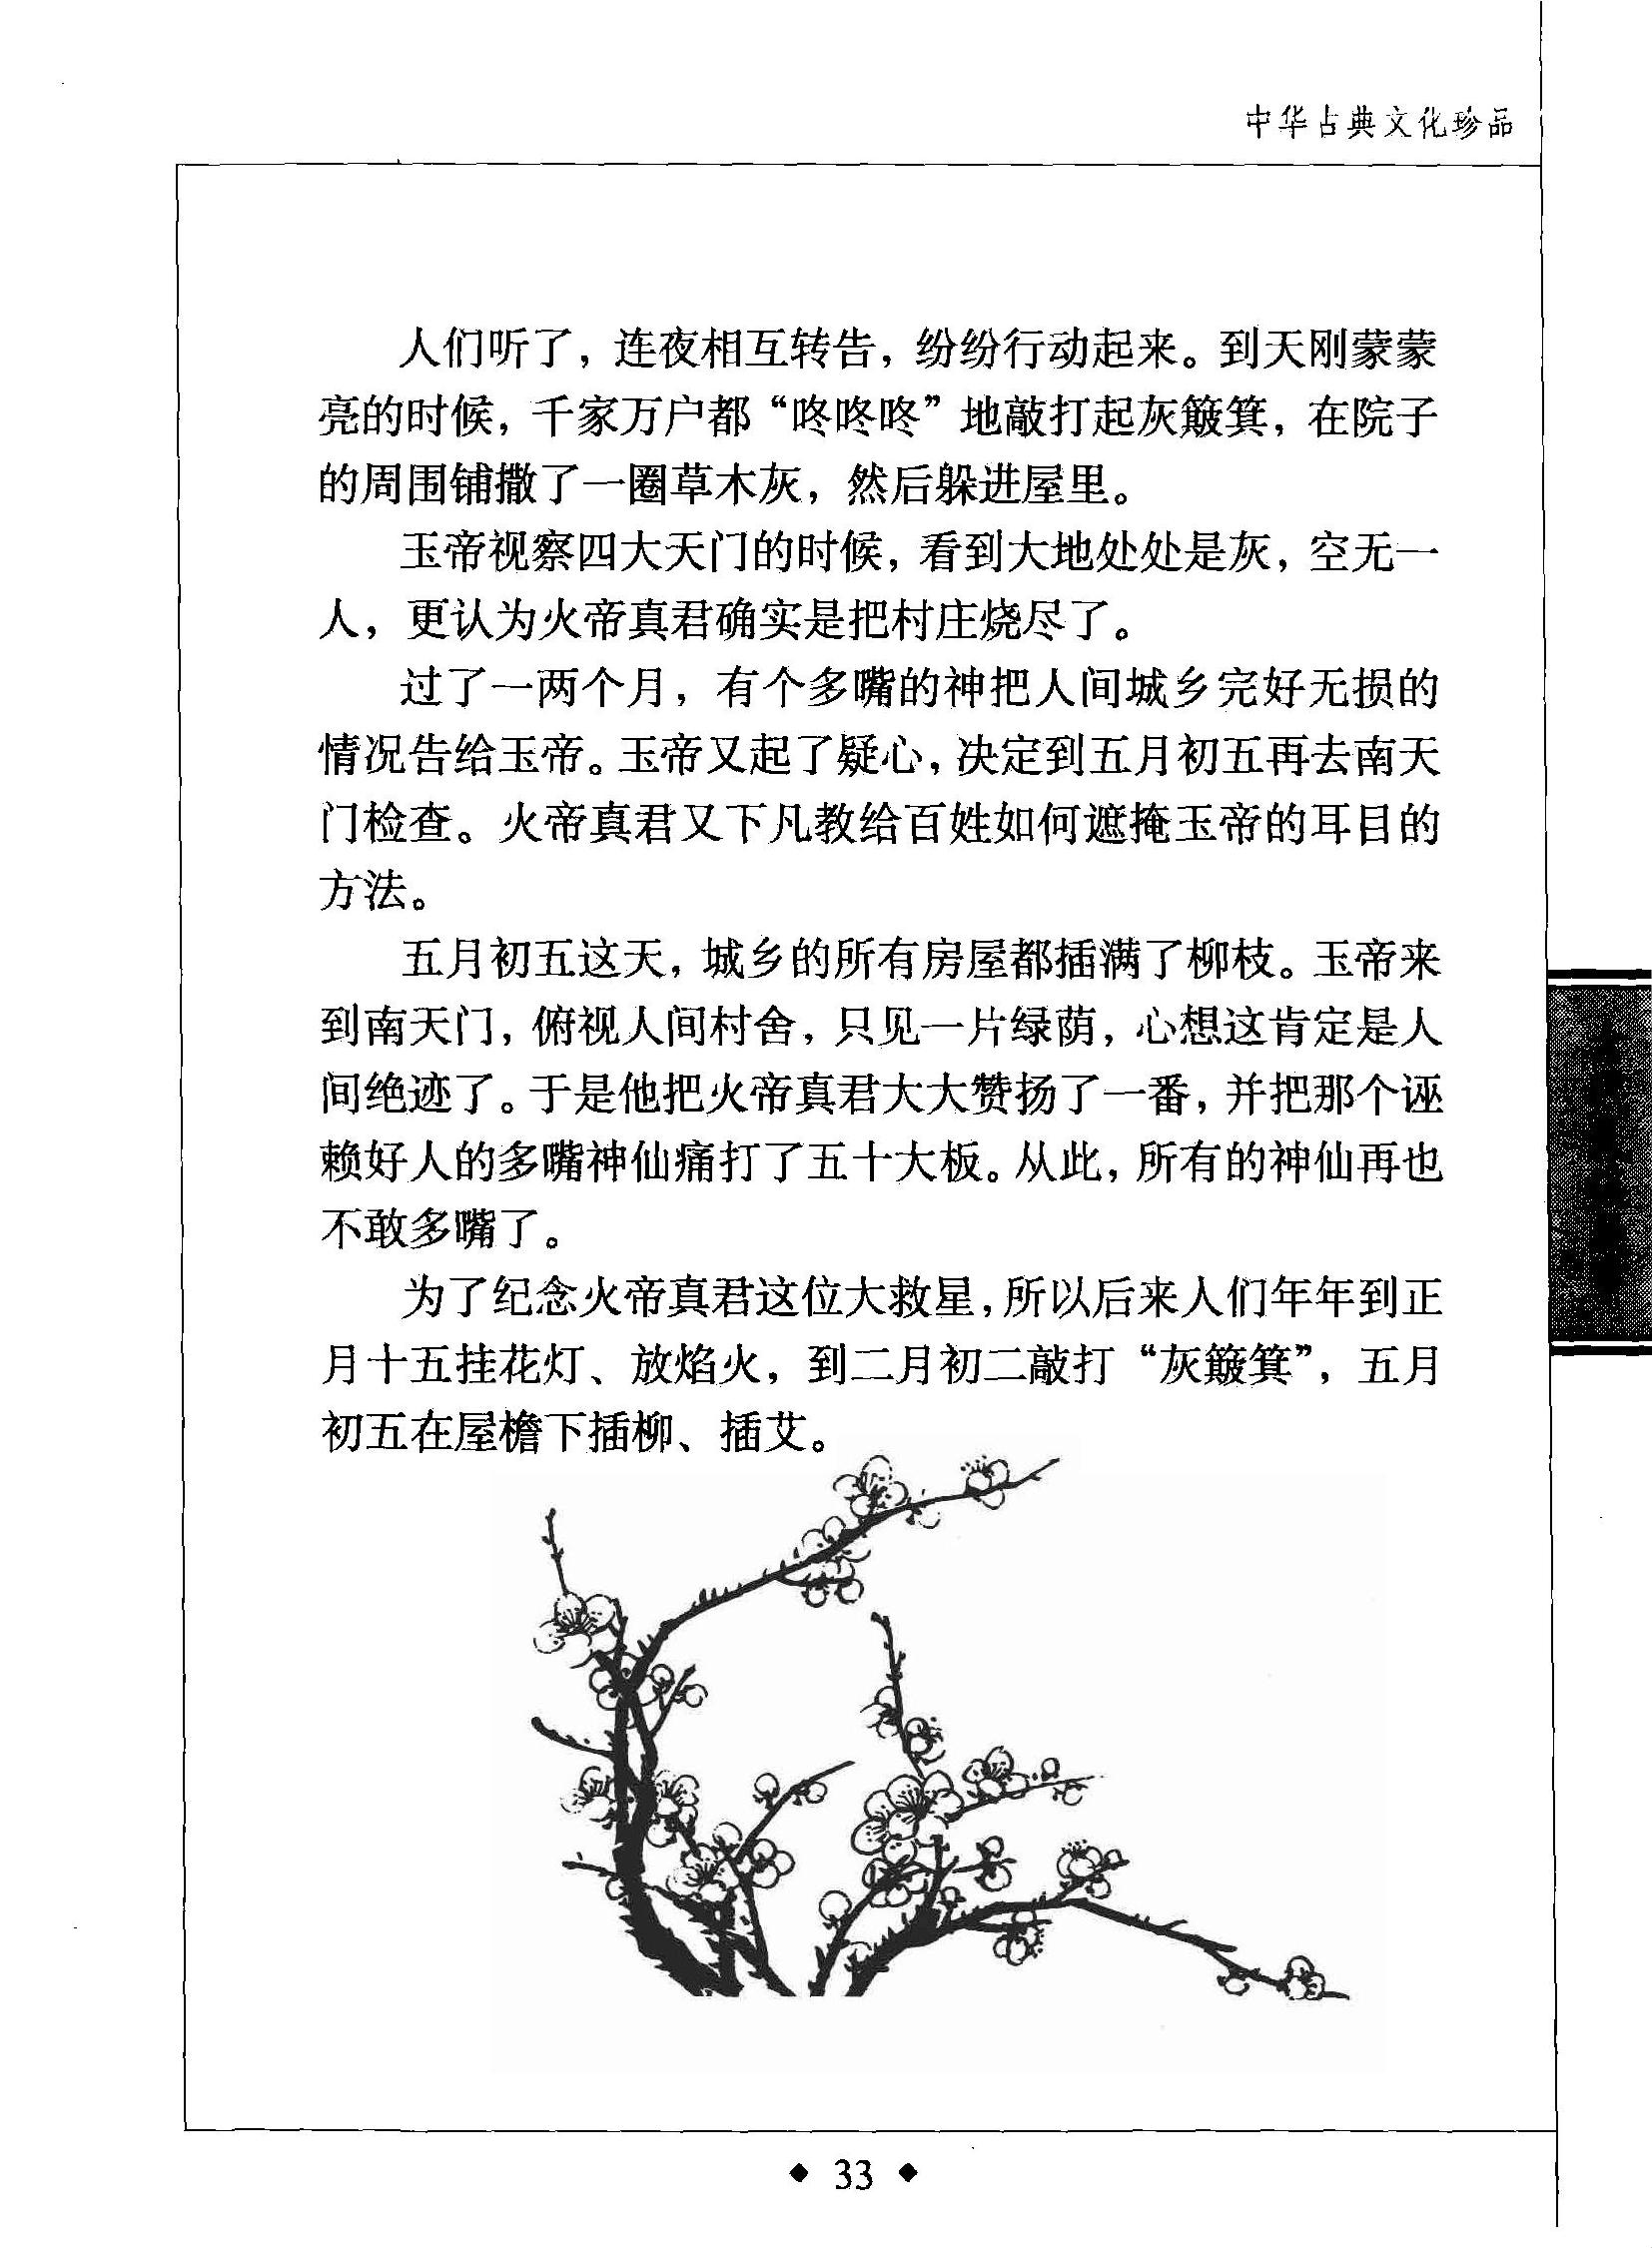 中华古典文化珍品
人们听了，连夜相互转告，纷纷行动起来。到天刚蒙蒙
亮的时候，千家万户都“咚咚咚”地敲打起灰簸箕，在院子
的周围铺撒了一圈草木灰，然后躲进屋里。
玉帝视察四大天门的时候，看到大地处处是灰，空无一
人，更认为火帝真君确实是把村庄烧尽了。
过了一两个月，有个多嘴的神把人间城乡完好无损的
情况告给玉帝。玉帝又起了疑心，决定到五月初五再去南天
门检查。火帝真君又下凡教给百姓如何遮掩玉帝的耳目的
方法。
五月初五这天，城乡的所有房屋都插满了柳枝。玉帝来
到南天门，俯视人间村舍，只见一片绿荫，心想这肯定是人
间绝迹了。于是他把火帝真君大大赞扬了一番，并把那个诬
赖好人的多嘴神仙痛打了五十大板。从此，所有的神仙再也
不敢多嘴了。
为了纪念火帝真君这位大救星，所以后来人们年年到正
月十五挂花灯、放焰火，到二月初二敲打“灰簸箕”，五月
初五在屋檐下插柳、插艾。
33